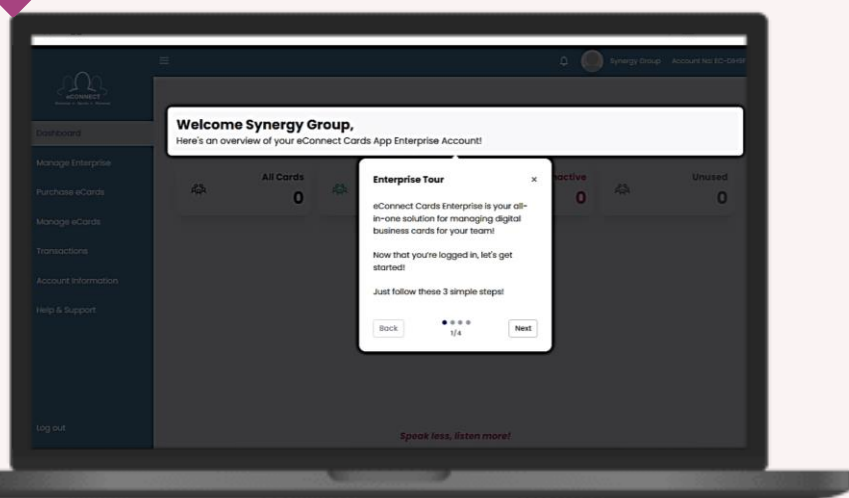 Synergy Group Account No: EC-
eCONNECT
Welcome Synergy Group,
Here's an overview of your eConnect Cards App Enterprise Account!
Dashboard
Manage Enterprise
Purchase eCards
Manage eCards
Transactions
Account Information
Help & Support
Log out
All Cards
0
nactive
0
Unused
0
Enterprise Tour ×
eConnect Cards Enterprise is your all-
in-one solution for managing digital
business cards for your team!
Now that you're logged in, let's get
started!
Just follow these 3 simple steps!
Back
1/4
Next
Speak less, listen more!